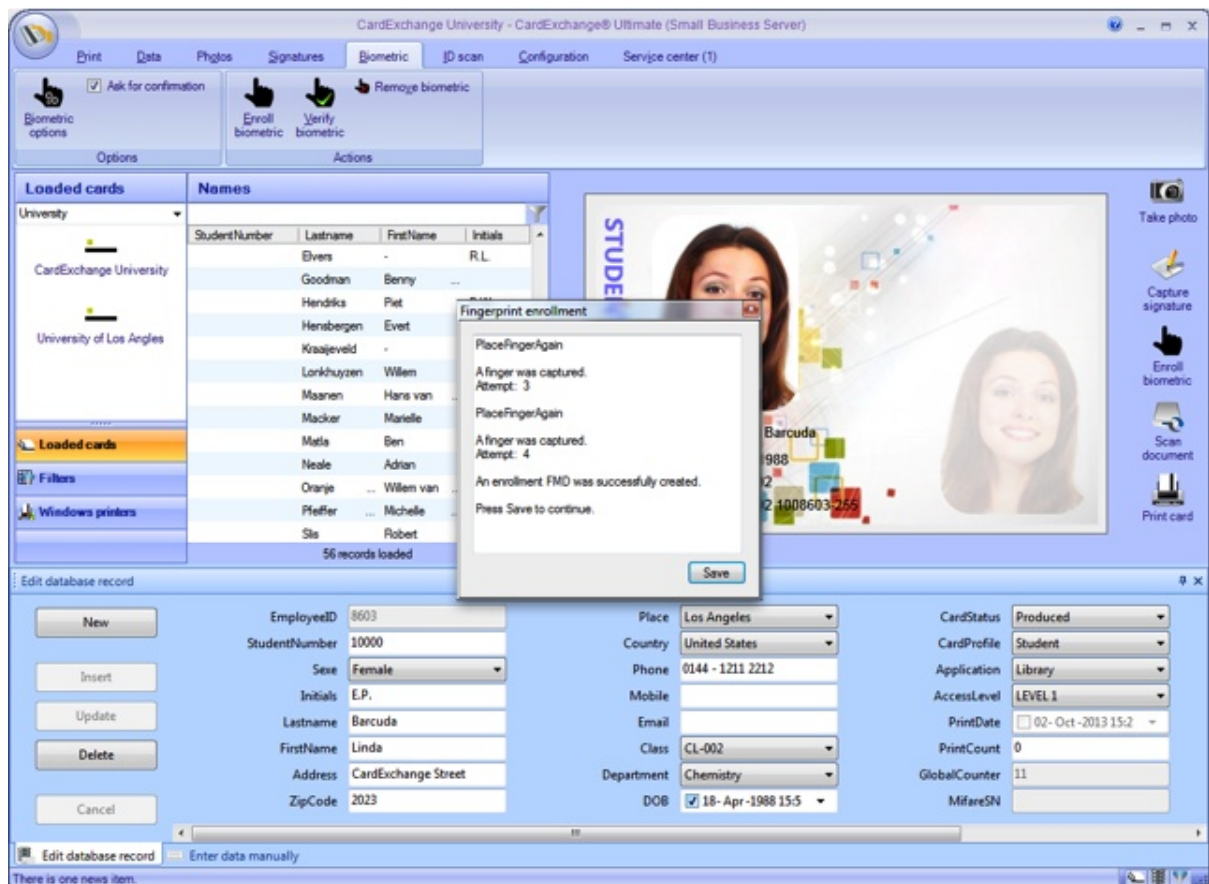 CardExchange University - CardExchange® Ultimate (Small Business Server)
Print Data Photos Signatures Biometric ID scan Configuration Service center (1)
Ask for confirmation
Remove biometric
Biometric options
Enroll biometric
Verify biometric
Options
Actions
Loaded cards
University
CardExchange University
University of Los Angles
Loaded cards
Filters
Windows printers
Names
StudentNumber Lastname FirstName Initials
Elvers - R.L.
Goodman Benny ...
Hendriks Piet
Hensbergen Evert
Kraaijeveld -
Lonkhuyzen Willem
Maanen Hans van
Macker Marielle
Matla Ben
Neale Adrian
Oranje ... Willem van
Pfeiffer ... Michelle
Slis Robert
56 records loaded
STUDE
Barcuda
1988
02
02 1008603-255
Take photo
Capture signature
Enroll biometric
Scan document
Print card
Fingerprint enrollment
PlaceFingerAgain
A finger was captured.
Attempt: 3
PlaceFingerAgain
A finger was captured.
Attempt: 4
An enrollment FMD was successfully created.
Press Save to continue.
Save
Edit database record
New
Insert
Update
Delete
Cancel
EmployeeID 8603
StudentNumber 10000
Sexe Female
Initials E.P.
Lastname Barcuda
FirstName Linda
Address CardExchange Street
ZipCode 2023
Place Los Angeles
Country United States
Phone 0144 - 1211 2212
Mobile
Email
Class CL-002
Department Chemistry
DOB 18- Apr -1988 15:5
CardStatus Produced
CardProfile Student
Application Library
AccessLevel LEVEL 1
PrintDate 02- Oct -2013 15:2
PrintCount 0
GlobalCounter 11
MifareSN
Edit database record Enter data manually
There is one news item.